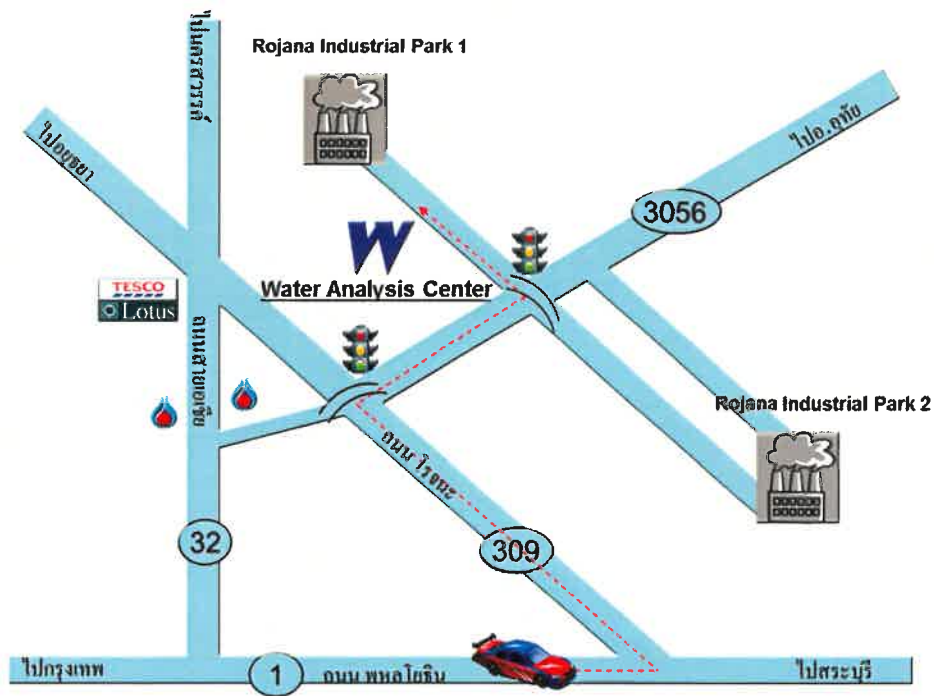 ไปนครสวรรค์
Rojana Industrial Park 1
ไปอยุธยา
ไปอ.อุทัย
3056
W
Water Analysis Center
TESCO
Lotus
ถนนสายเอเซีย
Rojana Industrial Park 2
ถนน โรจนะ
32
309
ไปกรุงเทพ
1
ถนน พหลโยธิน
ไปสระบุรี